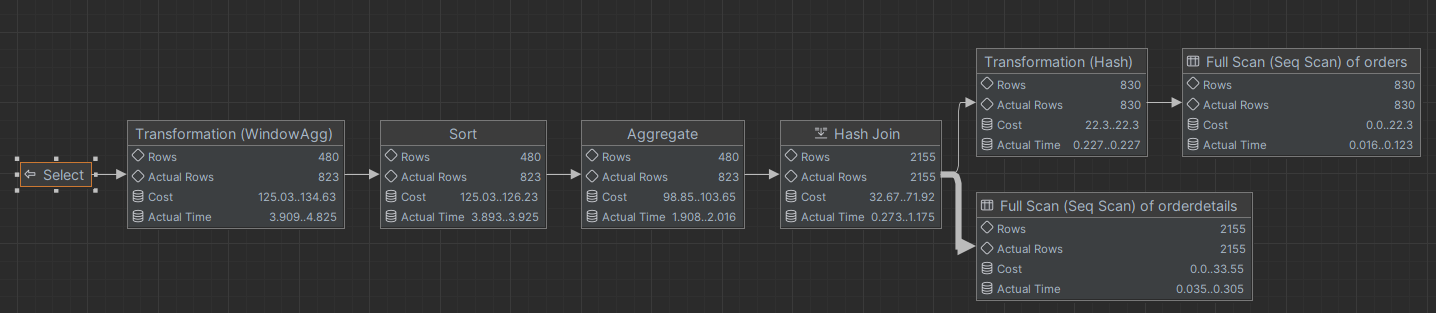 Select
Transformation (WindowAgg)
Rows 480
Actual Rows 823
Cost 125.03..134.63
Actual Time 3.909..4.825
Sort
Rows 480
Actual Rows 823
Cost 125.03..126.23
Actual Time 3.893..3.925
Aggregate
Rows 480
Actual Rows 823
Cost 98.85..103.65
Actual Time 1.908..2.016
Hash Join
Rows 2155
Actual Rows 2155
Cost 32.67..71.92
Actual Time 0.273..1.175
Transformation (Hash)
Rows 830
Actual Rows 830
Cost 22.3..22.3
Actual Time 0.227..0.227
Full Scan (Seq Scan) of orders
Rows 830
Actual Rows 830
Cost 0.0..22.3
Actual Time 0.016..0.123
Full Scan (Seq Scan) of orderdetails
Rows 2155
Actual Rows 2155
Cost 0.0..33.55
Actual Time 0.035..0.305